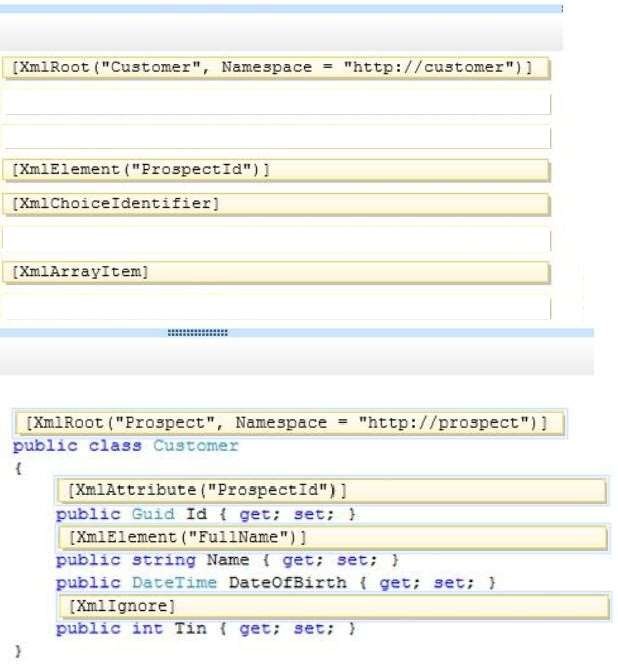 [XmlRoot("Customer", Namespace = "http://customer")]
[XmlElement("ProspectId")]
[XmlChoiceIdentifier]
[XmlArrayItem]
[XmlRoot("Prospect", Namespace = "http://prospect")]
public class Customer
{
[XmlAttribute("ProspectId")]
public Guid Id { get; set; }
[XmlElement("FullName")]
public string Name { get; set; }
public DateTime DateOfBirth { get; set; }
[XmlIgnore]
public int Tin { get; set; }
}